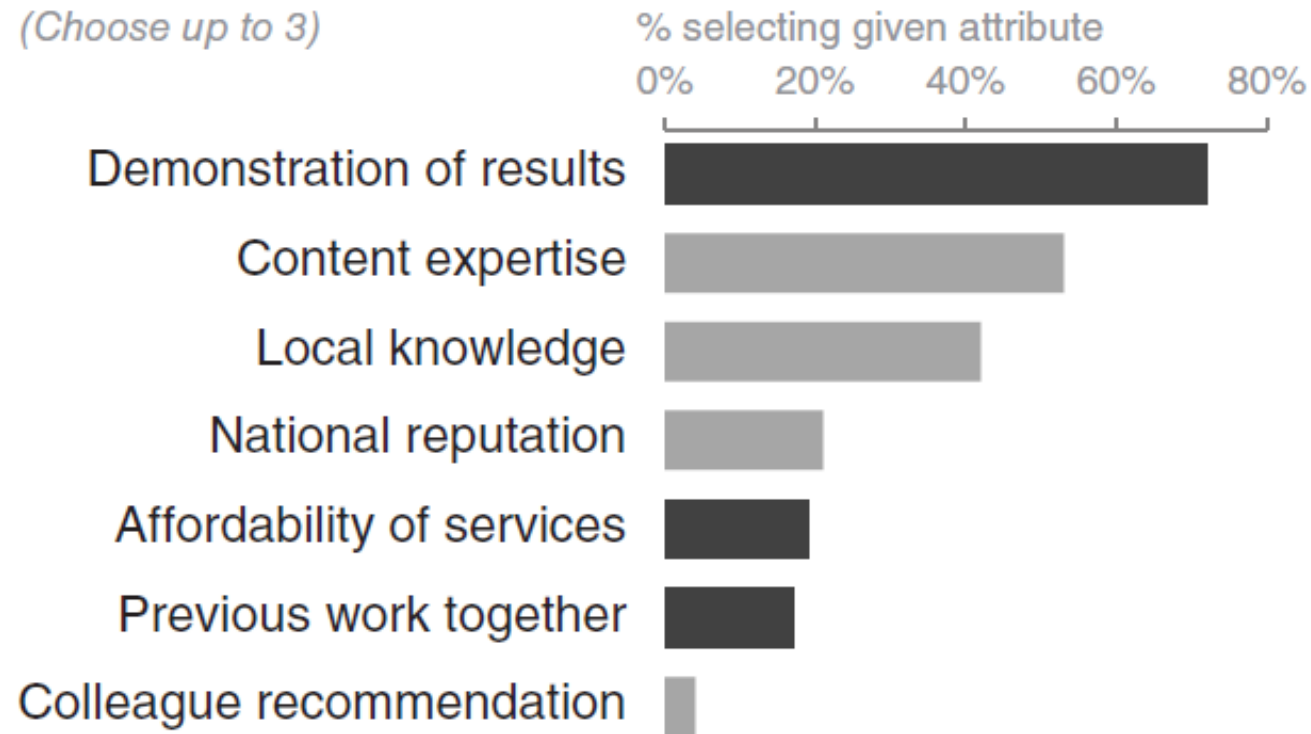 (Choose up to 3)
% selecting given attribute
0% 20% 40% 60% 80%
Demonstration of results
Content expertise
Local knowledge
National reputation
Affordability of services
Previous work together
Colleague recommendation